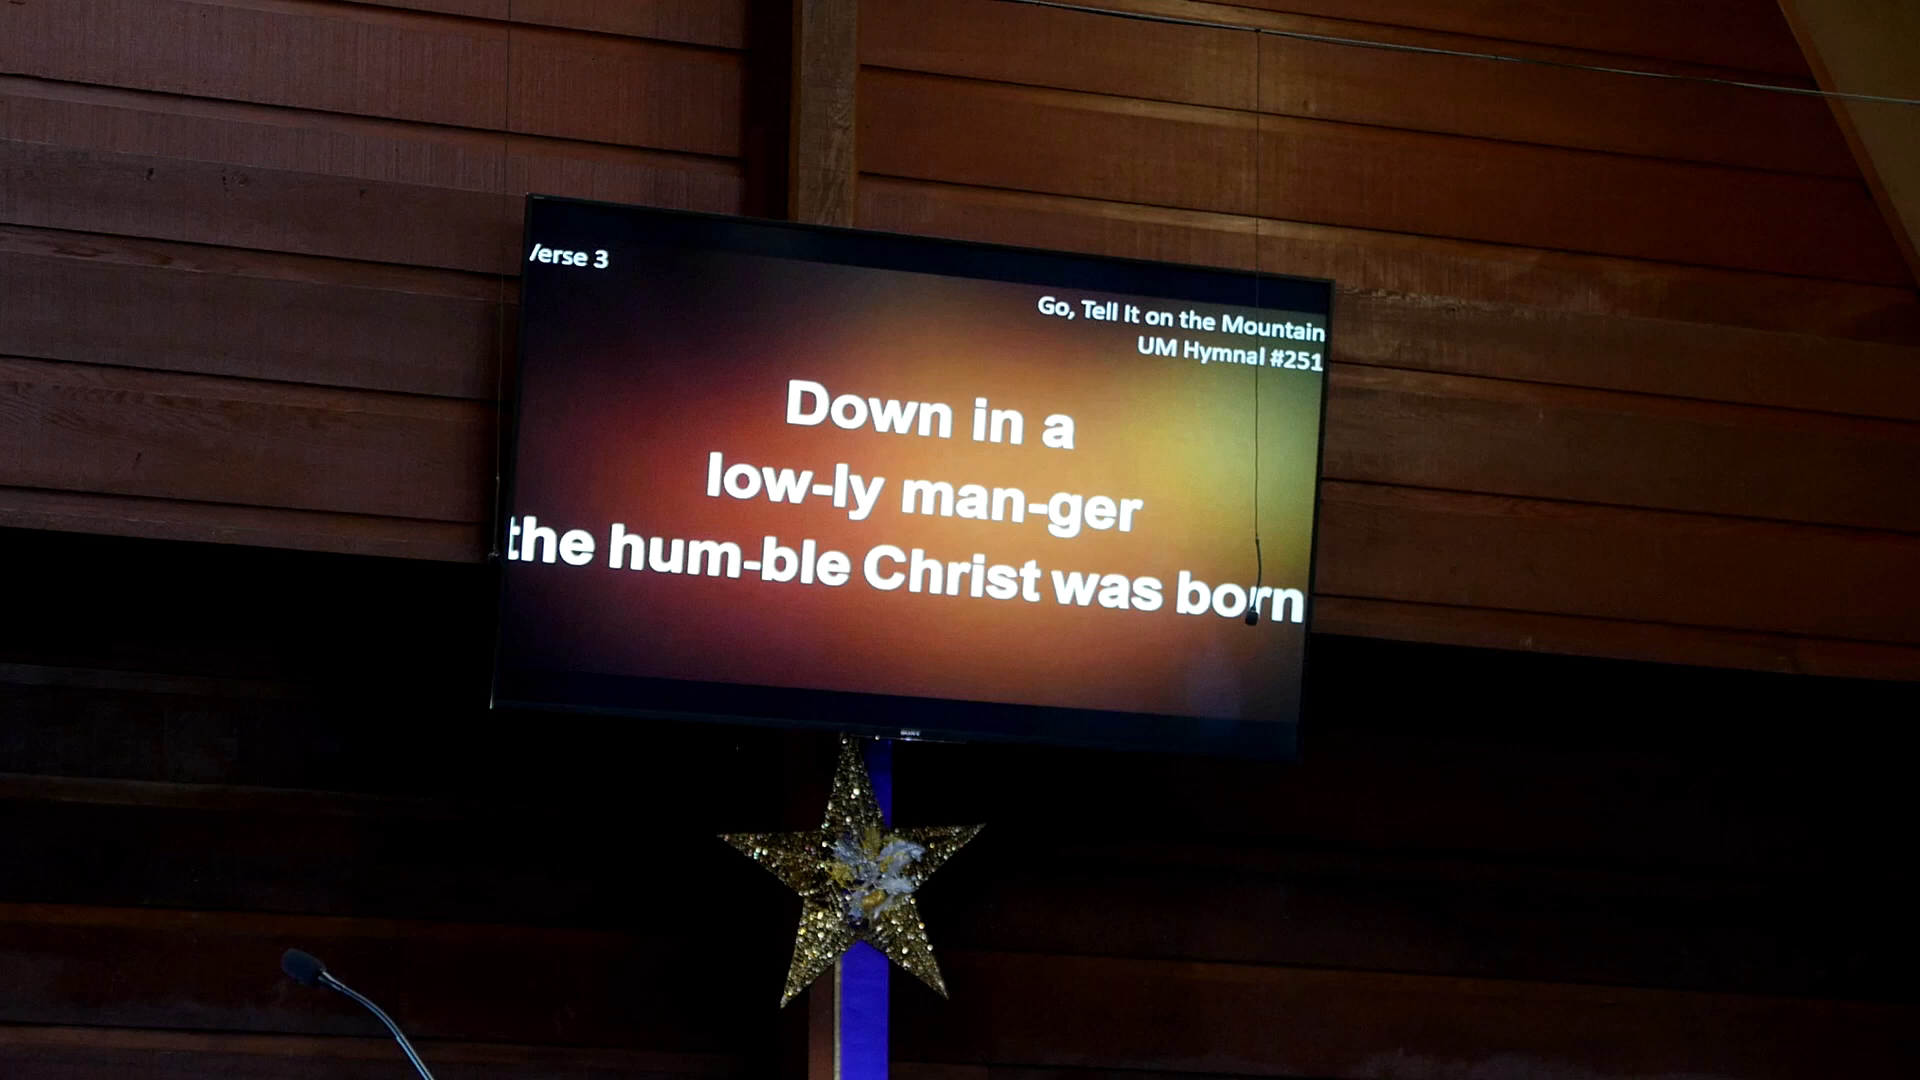 /erse 3
Go, Tell It on the Mountain
UM Hymnal #251
Down in a
low-ly man-ger
the hum-ble Christ was born
SONY